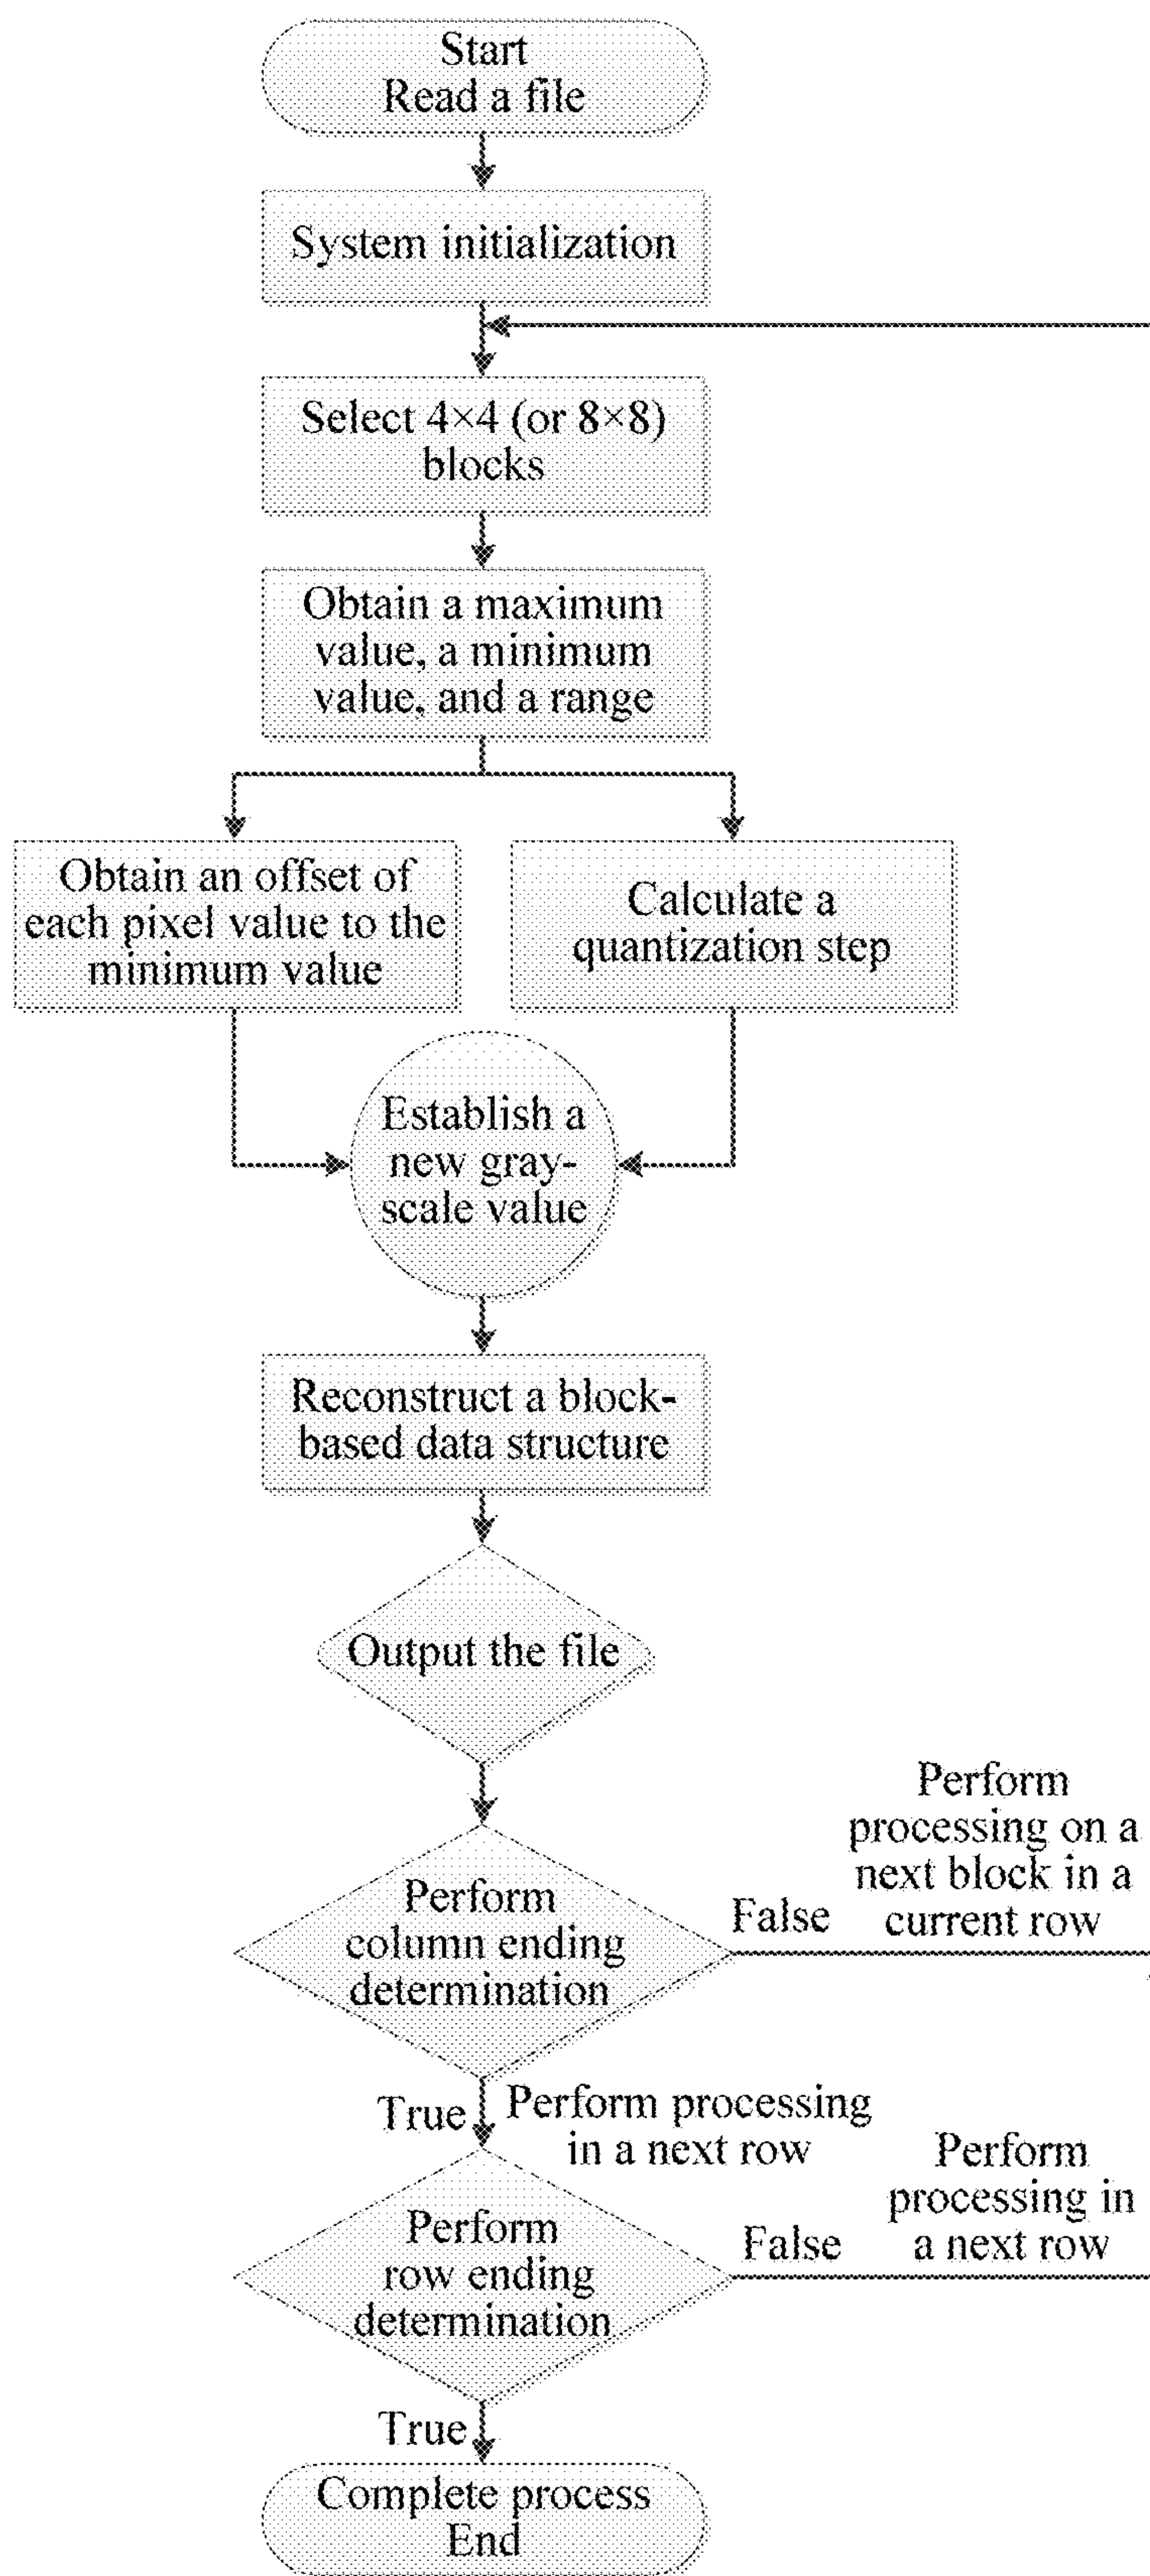 Start
Read a file
System initialization
Select 4×4 (or 8×8)
blocks
Obtain a maximum
value, a minimum
value, and a range
Obtain an offset of
each pixel value to the
minimum value
Calculate a
quantization step
Establish a
new gray-
scale value
Reconstruct a block-
based data structure
Output the file
Perform
column ending
determination
False
Perform
processing on a
next block in a
current row
True
Perform processing
in a next row
Perform
row ending
determination
False
Perform
processing in
a next row
True
Complete process
End